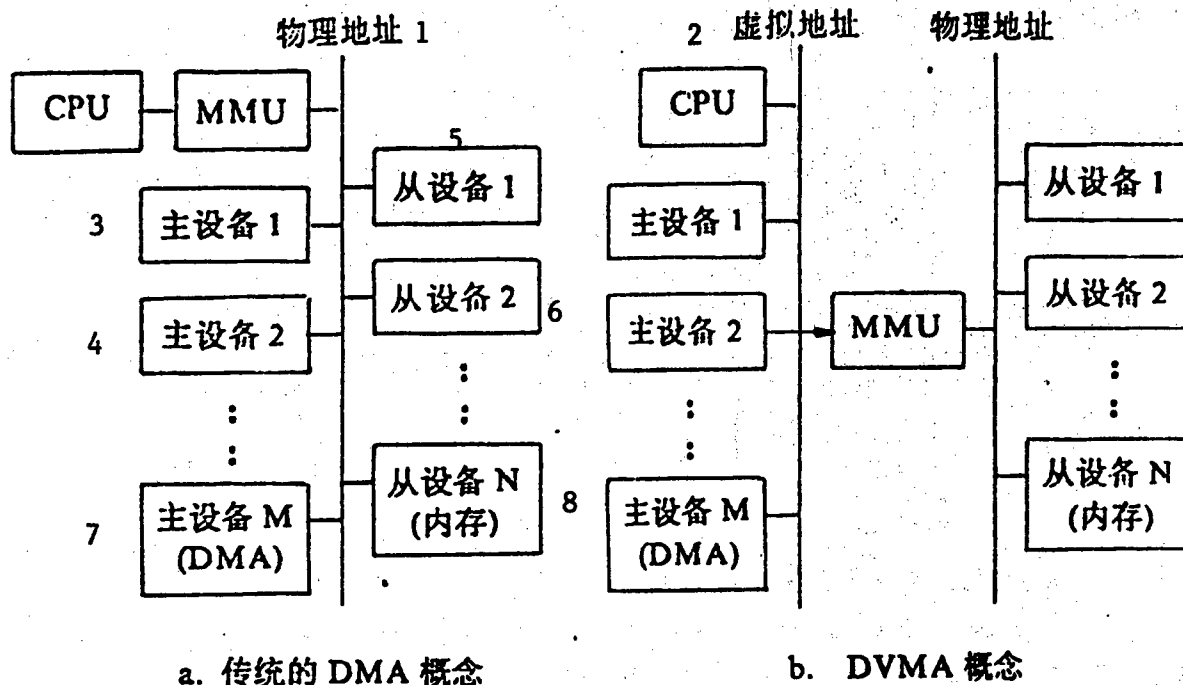 物理地址 1
CPU
MMU
5
从设备 1
3
主设备 1
从设备 2
6
4
主设备 2
从设备 N
(内存)
8
7
主设备 M
(DMA)
a. 传统的 DMA 概念
2 虚拟地址
物理地址
CPU
从设备 1
主设备 1
从设备 2
主设备 2
MMU
从设备 N
(内存)
主设备 M
(DMA)
b. DVMA 概念